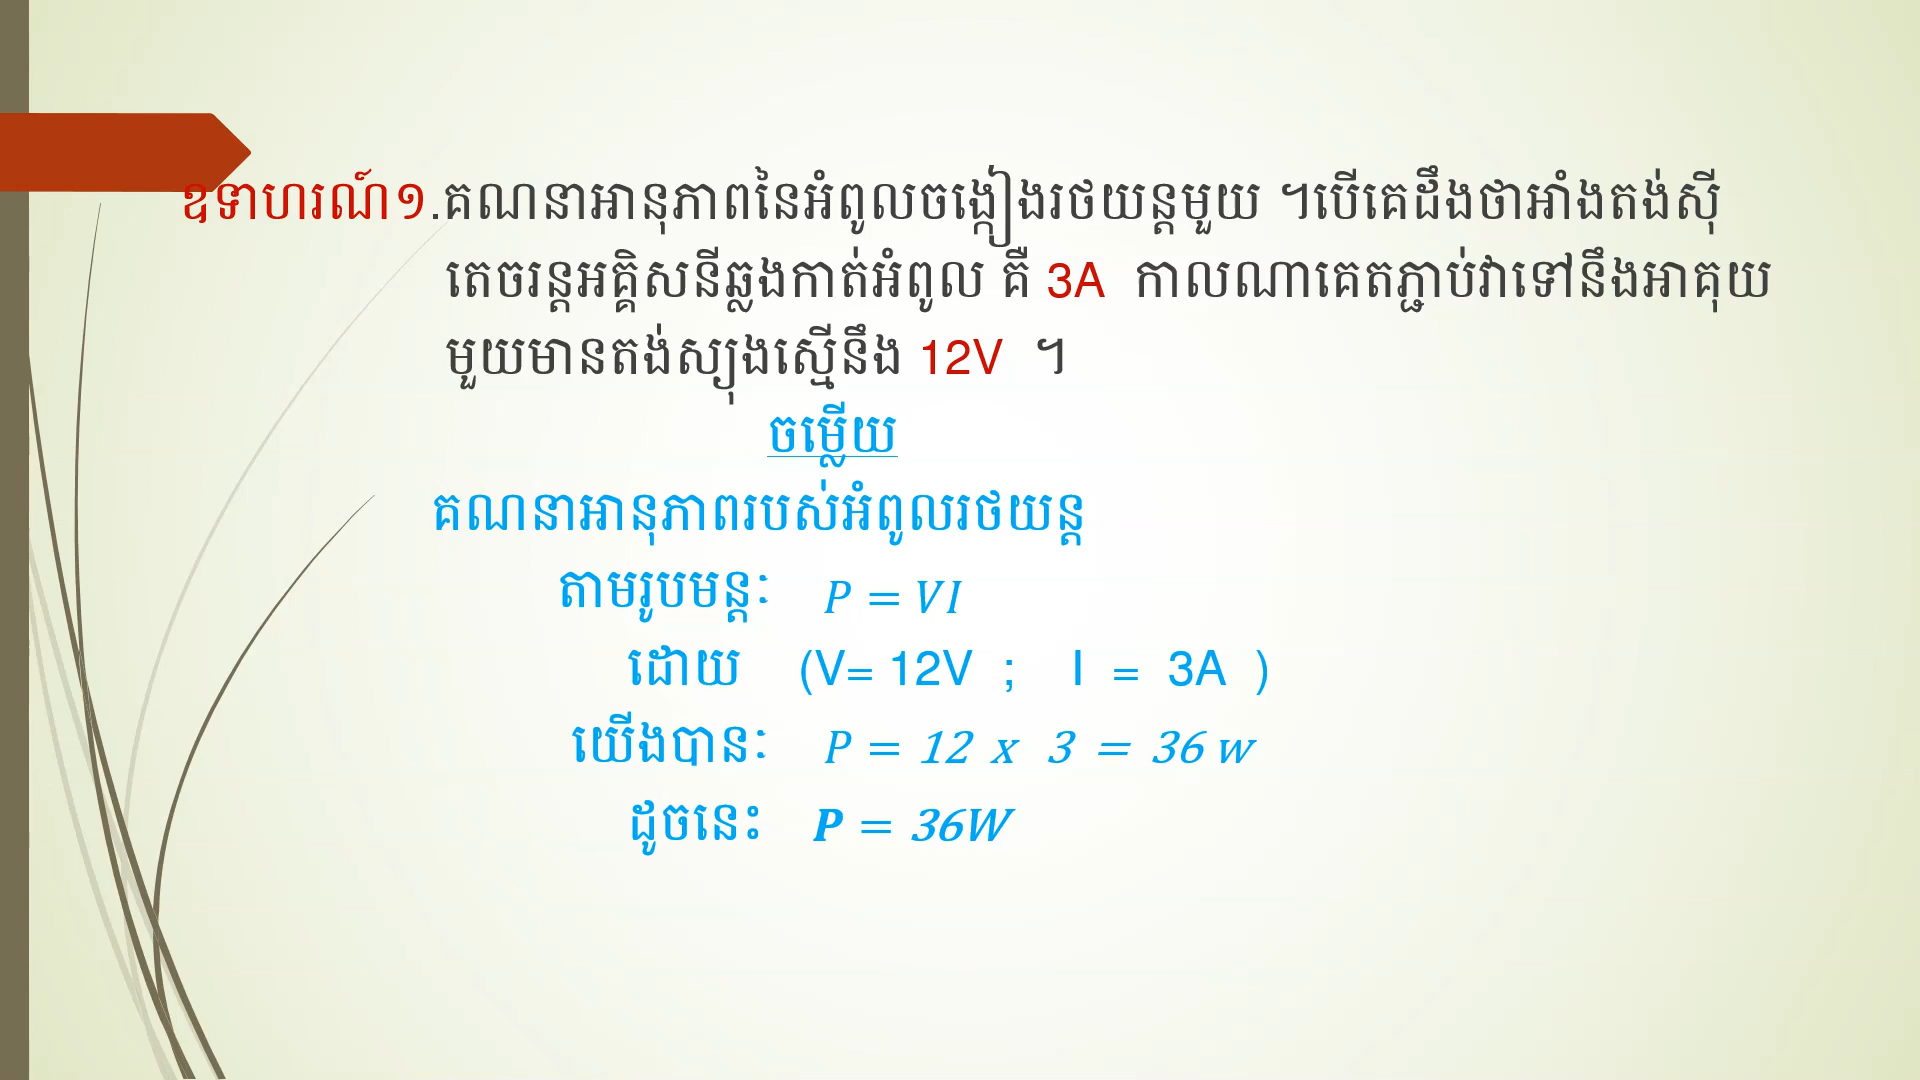 ឧទាហរណ៍១.គណនាអានុភាពនៃអំពូលចង្កៀងរថយន្តមួយ ។បើគេដឹងថាអាំងតង់ស៊ី
តេចរន្តអគ្គិសនីឆ្លងកាត់អំពូល គឺ 3A កាលណាគេតភ្ជាប់វាទៅនឹងអាគុយ
មួយមានតង់ស្យុងស្មើនឹង 12V ។
ចម្លើយ
គណនាអានុភាពរបស់អំពូលរថយន្ត
តាមរូបមន្តៈ P = VI
ដោយ (V= 12V ; I = 3A )
យើងបានៈ P = 12 x 3 = 36 w
ដូចនេះ P = 36W